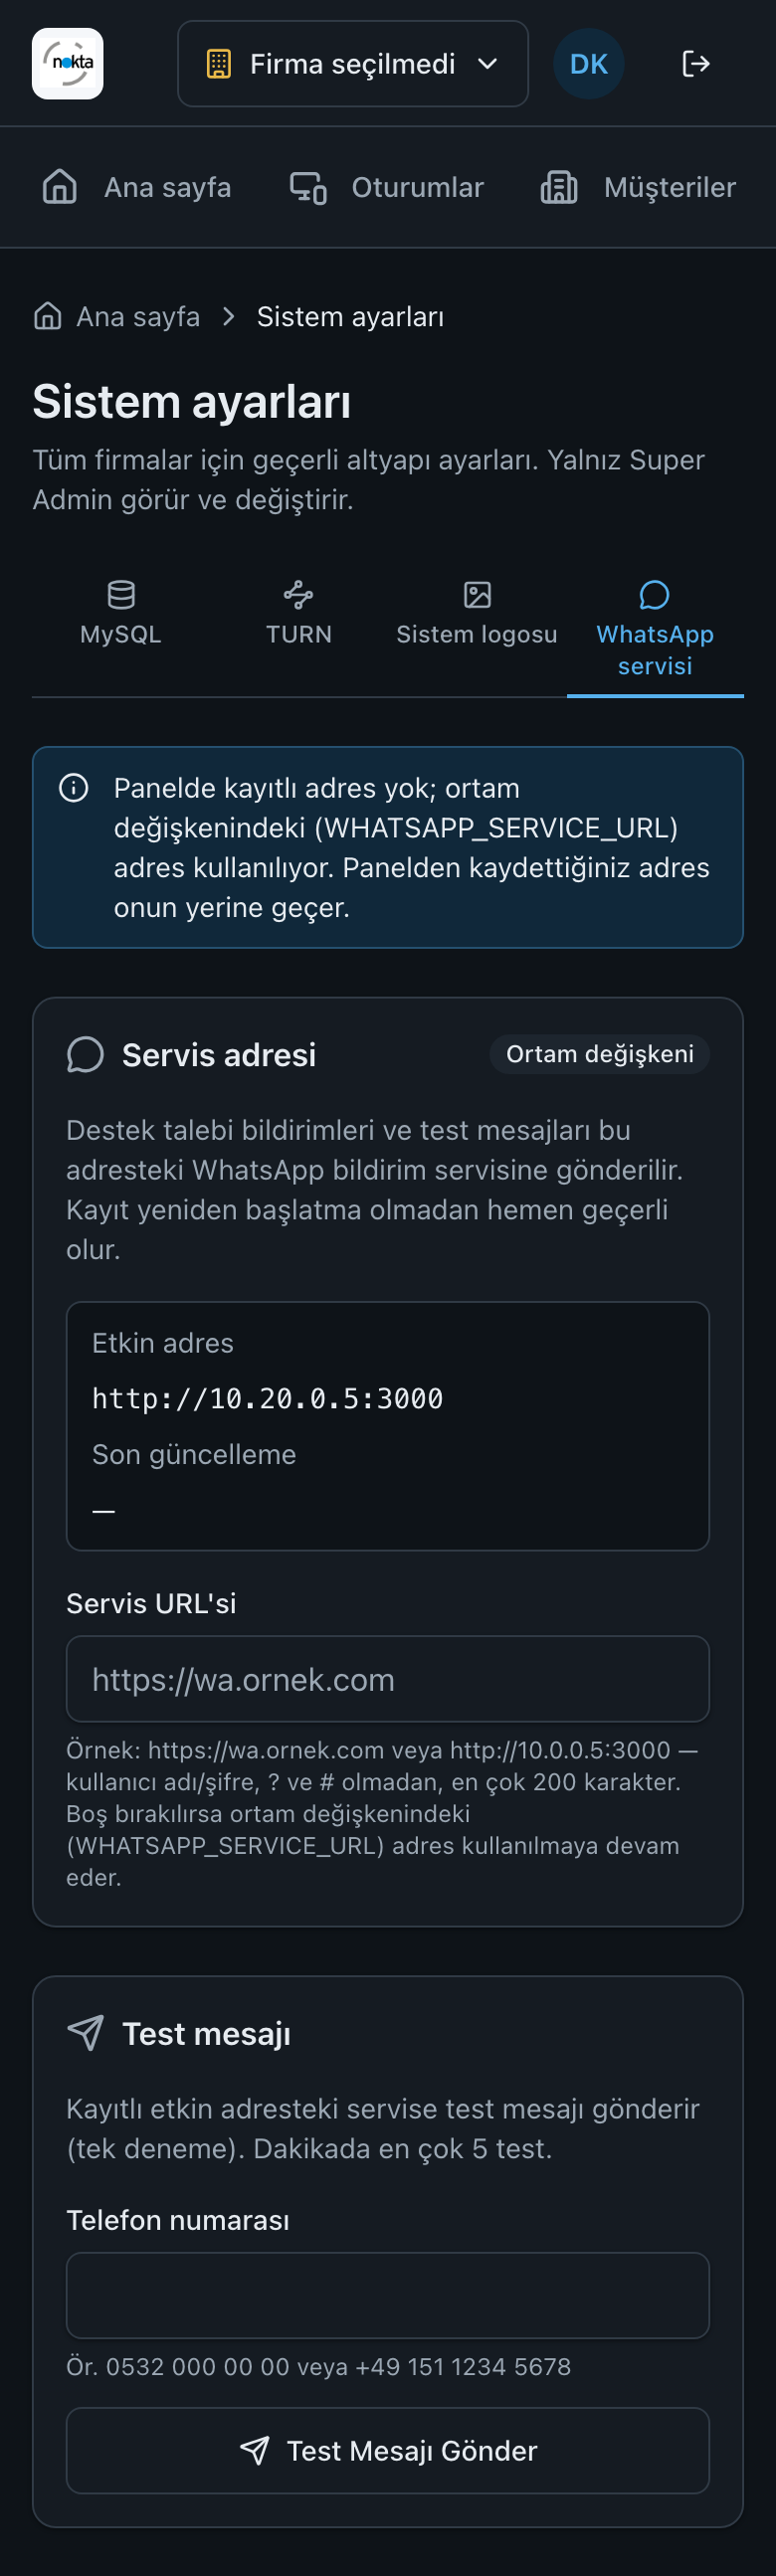 nokta
Firma seçilmedi
DK
Ana sayfa
Oturumlar
Müşteriler
Ana sayfa
Sistem ayarları
Sistem ayarları
Tüm firmalar için geçerli altyapı ayarları. Yalnız Super
Admin görür ve değiştirir.
MySQL
TURN
Sistem logosu
WhatsApp
servisi
Panelde kayıtlı adres yok; ortam
değişkenindeki (WHATSAPP_SERVICE_URL)
adres kullanılıyor. Panelden kaydettiğiniz adres
onun yerine geçer.
Servis adresi
Ortam değişkeni
Destek talebi bildirimleri ve test mesajları bu
adresteki WhatsApp bildirim servisine gönderilir.
Kayıt yeniden başlatma olmadan hemen geçerli
olur.
Etkin adres
http://10.20.0.5:3000
Son güncelleme
—
Servis URL'si
https://wa.ornek.com
Örnek: https://wa.ornek.com veya http://10.0.0.5:3000 —
kullanıcı adı/şifre, ? ve # olmadan, en çok 200 karakter.
Boş bırakılırsa ortam değişkenindeki
(WHATSAPP_SERVICE_URL) adres kullanılmaya devam
eder.
Test mesajı
Kayıtlı etkin adresteki servise test mesajı gönderir
(tek deneme). Dakikada en çok 5 test.
Telefon numarası
Ör. 0532 000 00 00 veya +49 151 1234 5678
Test Mesajı Gönder